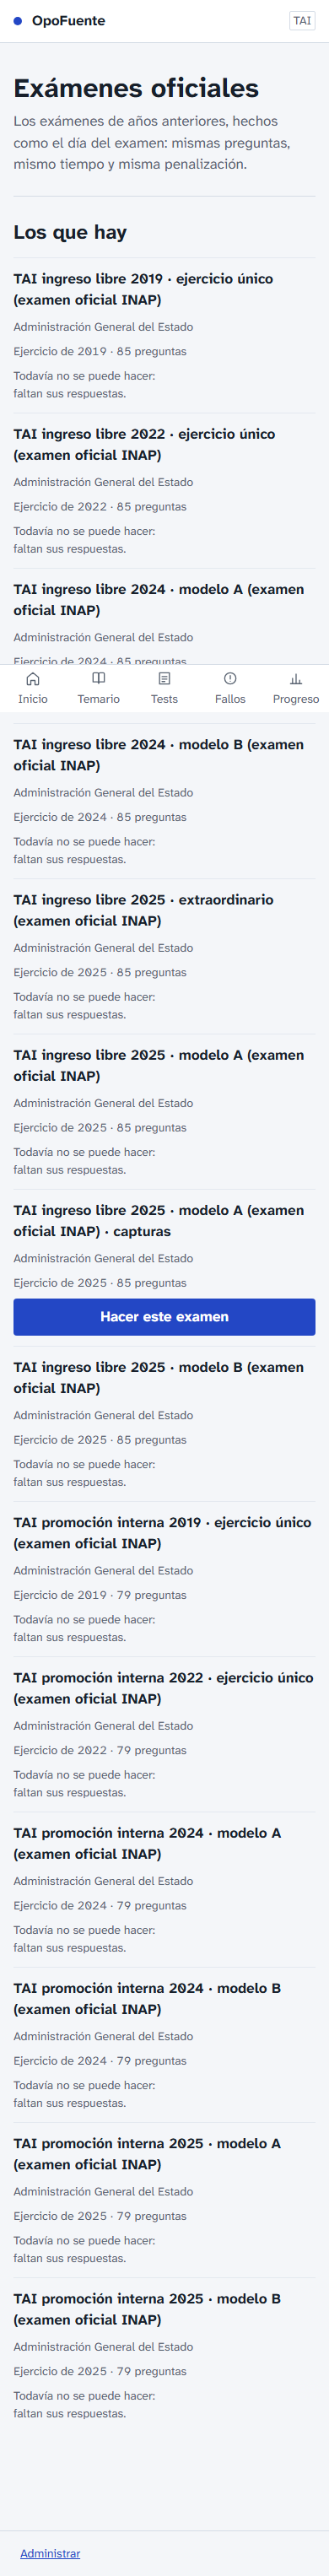 OpoFuente
TAI
Exámenes oficiales
Los exámenes de años anteriores, hechos
como el día del examen: mismas preguntas,
mismo tiempo y misma penalización.
Los que hay
TAI ingreso libre 2019 · ejercicio único
(examen oficial INAP)
Administración General del Estado
Ejercicio de 2019 · 85 preguntas
Todavía no se puede hacer:
faltan sus respuestas.
TAI ingreso libre 2022 · ejercicio único
(examen oficial INAP)
Administración General del Estado
Ejercicio de 2022 · 85 preguntas
Todavía no se puede hacer:
faltan sus respuestas.
TAI ingreso libre 2024 · modelo A (examen
oficial INAP)
Administración General del Estado
Ejercicio de 2024 · 85 preguntas
Inicio
Temario
Tests
Fallos
Progreso
TAI ingreso libre 2024 · modelo B (examen
oficial INAP)
Administración General del Estado
Ejercicio de 2024 · 85 preguntas
Todavía no se puede hacer:
faltan sus respuestas.
TAI ingreso libre 2025 · extraordinario
(examen oficial INAP)
Administración General del Estado
Ejercicio de 2025 · 85 preguntas
Todavía no se puede hacer:
faltan sus respuestas.
TAI ingreso libre 2025 · modelo A (examen
oficial INAP)
Administración General del Estado
Ejercicio de 2025 · 85 preguntas
Todavía no se puede hacer:
faltan sus respuestas.
TAI ingreso libre 2025 · modelo A (examen
oficial INAP) · capturas
Administración General del Estado
Ejercicio de 2025 · 85 preguntas
Hacer este examen
TAI ingreso libre 2025 · modelo B (examen
oficial INAP)
Administración General del Estado
Ejercicio de 2025 · 85 preguntas
Todavía no se puede hacer:
faltan sus respuestas.
TAI promoción interna 2019 · ejercicio único
(examen oficial INAP)
Administración General del Estado
Ejercicio de 2019 · 79 preguntas
Todavía no se puede hacer:
faltan sus respuestas.
TAI promoción interna 2022 · ejercicio único
(examen oficial INAP)
Administración General del Estado
Ejercicio de 2022 · 79 preguntas
Todavía no se puede hacer:
faltan sus respuestas.
TAI promoción interna 2024 · modelo A
(examen oficial INAP)
Administración General del Estado
Ejercicio de 2024 · 79 preguntas
Todavía no se puede hacer:
faltan sus respuestas.
TAI promoción interna 2024 · modelo B
(examen oficial INAP)
Administración General del Estado
Ejercicio de 2024 · 79 preguntas
Todavía no se puede hacer:
faltan sus respuestas.
TAI promoción interna 2025 · modelo A
(examen oficial INAP)
Administración General del Estado
Ejercicio de 2025 · 79 preguntas
Todavía no se puede hacer:
faltan sus respuestas.
TAI promoción interna 2025 · modelo B
(examen oficial INAP)
Administración General del Estado
Ejercicio de 2025 · 79 preguntas
Todavía no se puede hacer:
faltan sus respuestas.
Administrar